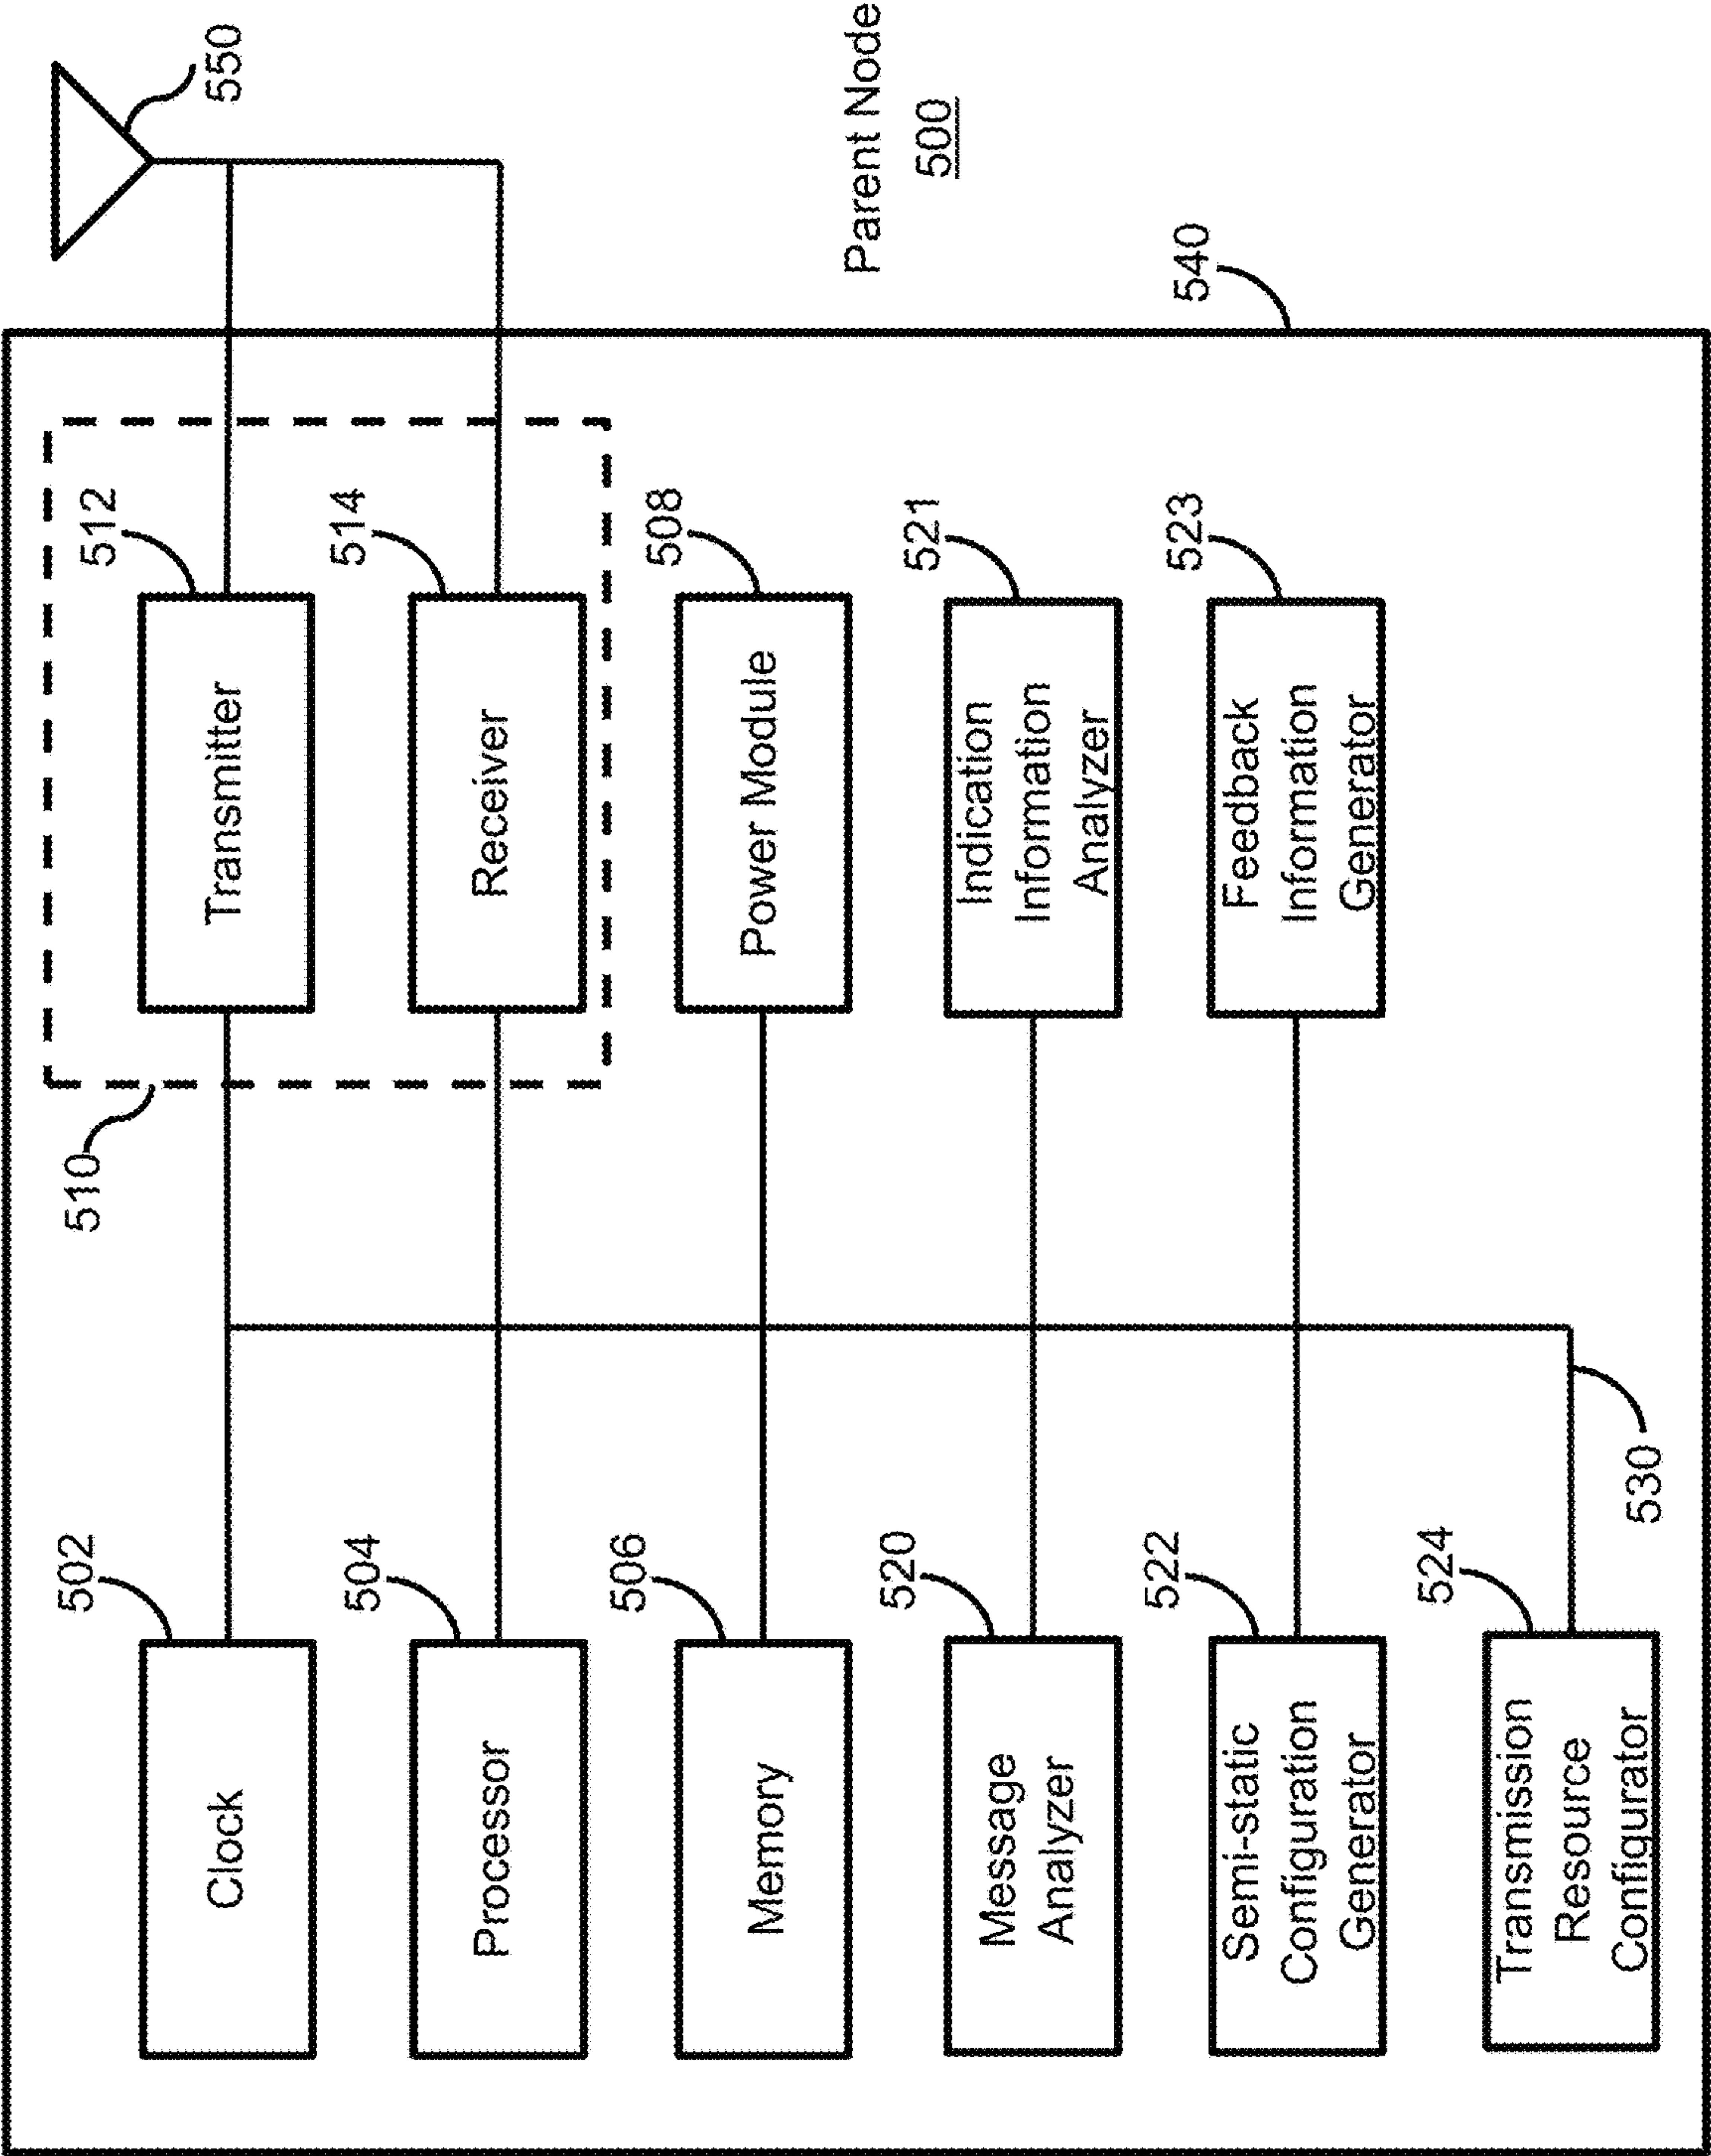 550
Parent Node
500
540
510
512
Transmitter
514
Receiver
508
Power Module
521
Indication
Information
Analyzer
523
Feedback
Information
Generator
502
Clock
504
Processor
506
Memory
520
Message
Analyzer
522
Semi-static
Configuration
Generator
524
Transmission
Resource
Configurator
530